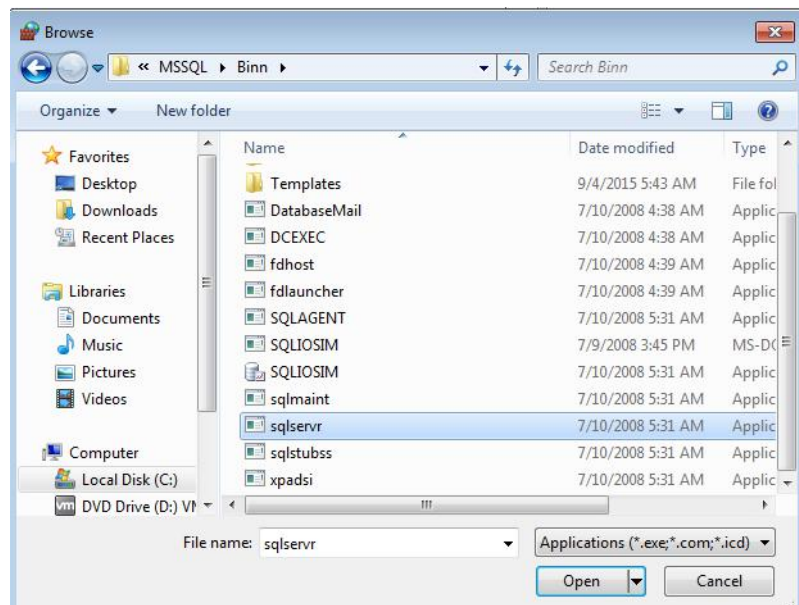 Browse
« MSSQL ▸ Binn ▸ Search Binn
Organize ▾ New folder
Name Date modified Type
Favorites
Desktop
Downloads
Recent Places
Libraries
Documents
Music
Pictures
Videos
Computer
Local Disk (C:)
DVD Drive (D:)
Templates 9/4/2015 5:43 AM File fol
DatabaseMail 7/10/2008 4:38 AM Applic
DCEXEC 7/10/2008 4:38 AM Applic
fdhost 7/10/2008 4:39 AM Applic
fdlauncher 7/10/2008 4:39 AM Applic
SQLAGENT 7/10/2008 5:31 AM Applic
SQLIOSIM 7/9/2008 3:45 PM MS-D
SQLIOSIM 7/10/2008 5:31 AM Applic
sqlmaint 7/10/2008 5:31 AM Applic
sqlservr 7/10/2008 5:31 AM Applic
sqlstubss 7/10/2008 5:31 AM Applic
xpadsi 7/10/2008 5:31 AM Applic
File name: sqlservr Applications (*.exe;*.com;*.icd)
Open Cancel